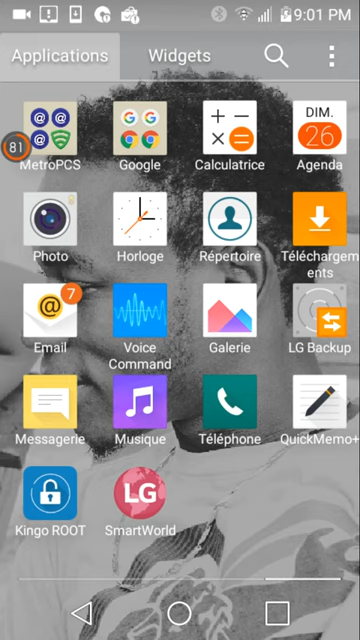 9:01 PM
Applications
Widgets
DIM.
26
81
MetroPCS
Google
Calculatrice
Agenda
Photo
Horloge
Répertoire
Téléchargem
ents
7
Email
Voice
Command
Galerie
LG Backup
Messagerie
Musique
Téléphone
QuickMemo+
LG
Kingo ROOT
SmartWorld